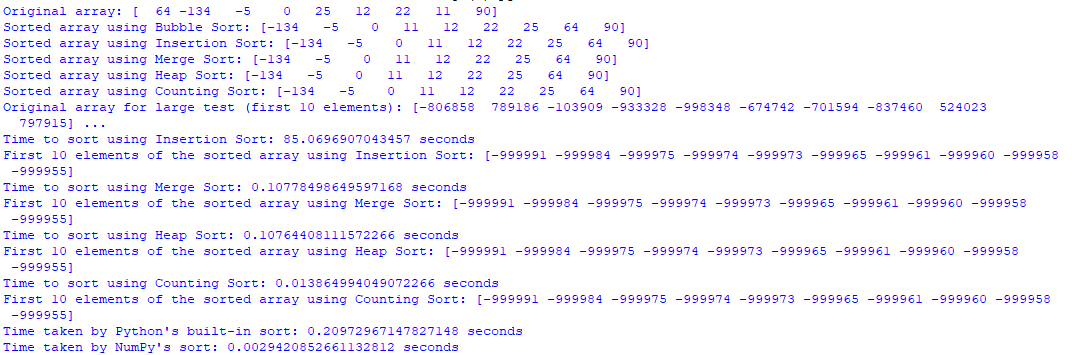 Original array: [  64 -134   -5    0   25   12   22   11   90]
Sorted array using Bubble Sort: [-134   -5    0   11   12   22   25   64   90]
Sorted array using Insertion Sort: [-134   -5    0   11   12   22   25   64   90]
Sorted array using Merge Sort: [-134   -5    0   11   12   22   25   64   90]
Sorted array using Heap Sort: [-134   -5    0   11   12   22   25   64   90]
Sorted array using Counting Sort: [-134   -5    0   11   12   22   25   64   90]
Original array for large test (first 10 elements): [-806858  789186 -103909 -933328 -998348 -674742 -701594 -837460  524023
  797915] ...
Time to sort using Insertion Sort: 85.0696907043457 seconds
First 10 elements of the sorted array using Insertion Sort: [-999991 -999984 -999975 -999974 -999973 -999965 -999961 -999960 -999958
 -999955]
Time to sort using Merge Sort: 0.10778498649597168 seconds
First 10 elements of the sorted array using Merge Sort: [-999991 -999984 -999975 -999974 -999973 -999965 -999961 -999960 -999958
 -999955]
Time to sort using Heap Sort: 0.10764408111572266 seconds
First 10 elements of the sorted array using Heap Sort: [-999991 -999984 -999975 -999974 -999973 -999965 -999961 -999960 -999958
 -999955]
Time to sort using Counting Sort: 0.013864994049072266 seconds
First 10 elements of the sorted array using Counting Sort: [-999991 -999984 -999975 -999974 -999973 -999965 -999961 -999960 -999958
 -999955]
Time taken by Python's built-in sort: 0.20972967147827148 seconds
Time taken by NumPy's sort: 0.0029420852661132812 seconds